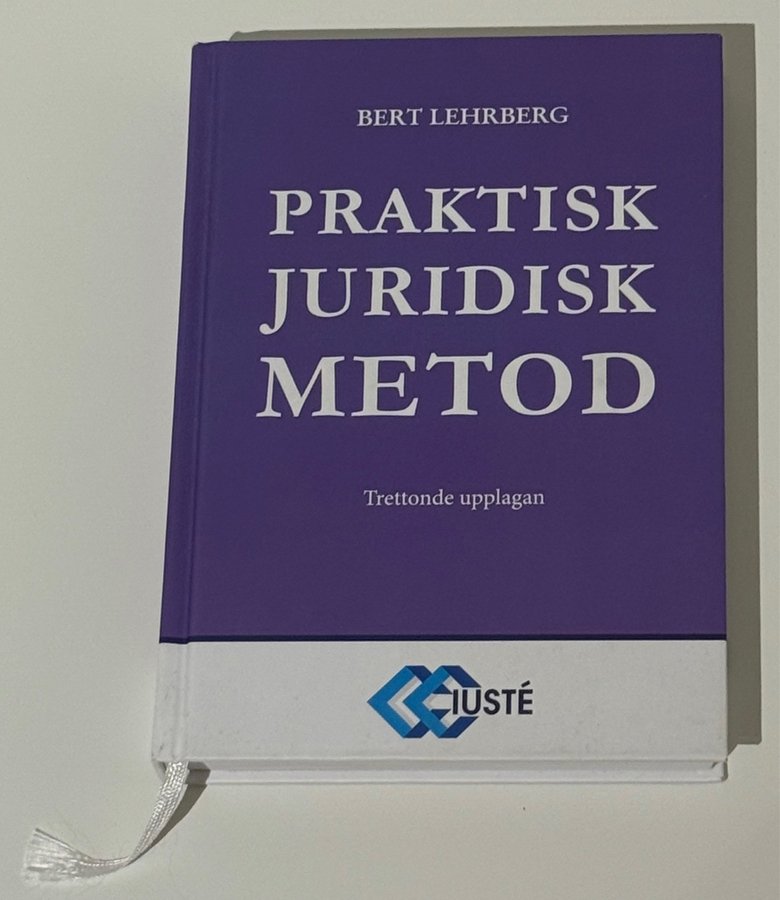 BERT LEHRBERG
PRAKTISK
JURIDISK
METOD
Trettonde upplagan
IUSTÉ